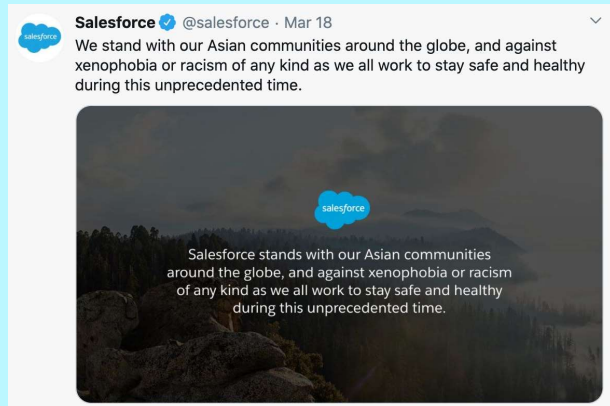 salesforce
Salesforce @salesforce · Mar 18
We stand with our Asian communities around the globe, and against
xenophobia or racism of any kind as we all work to stay safe and healthy
during this unprecedented time.
salesforce
Salesforce stands with our Asian communities
around the globe, and against xenophobia or racism
of any kind as we all work to stay safe and healthy
during this unprecedented time.